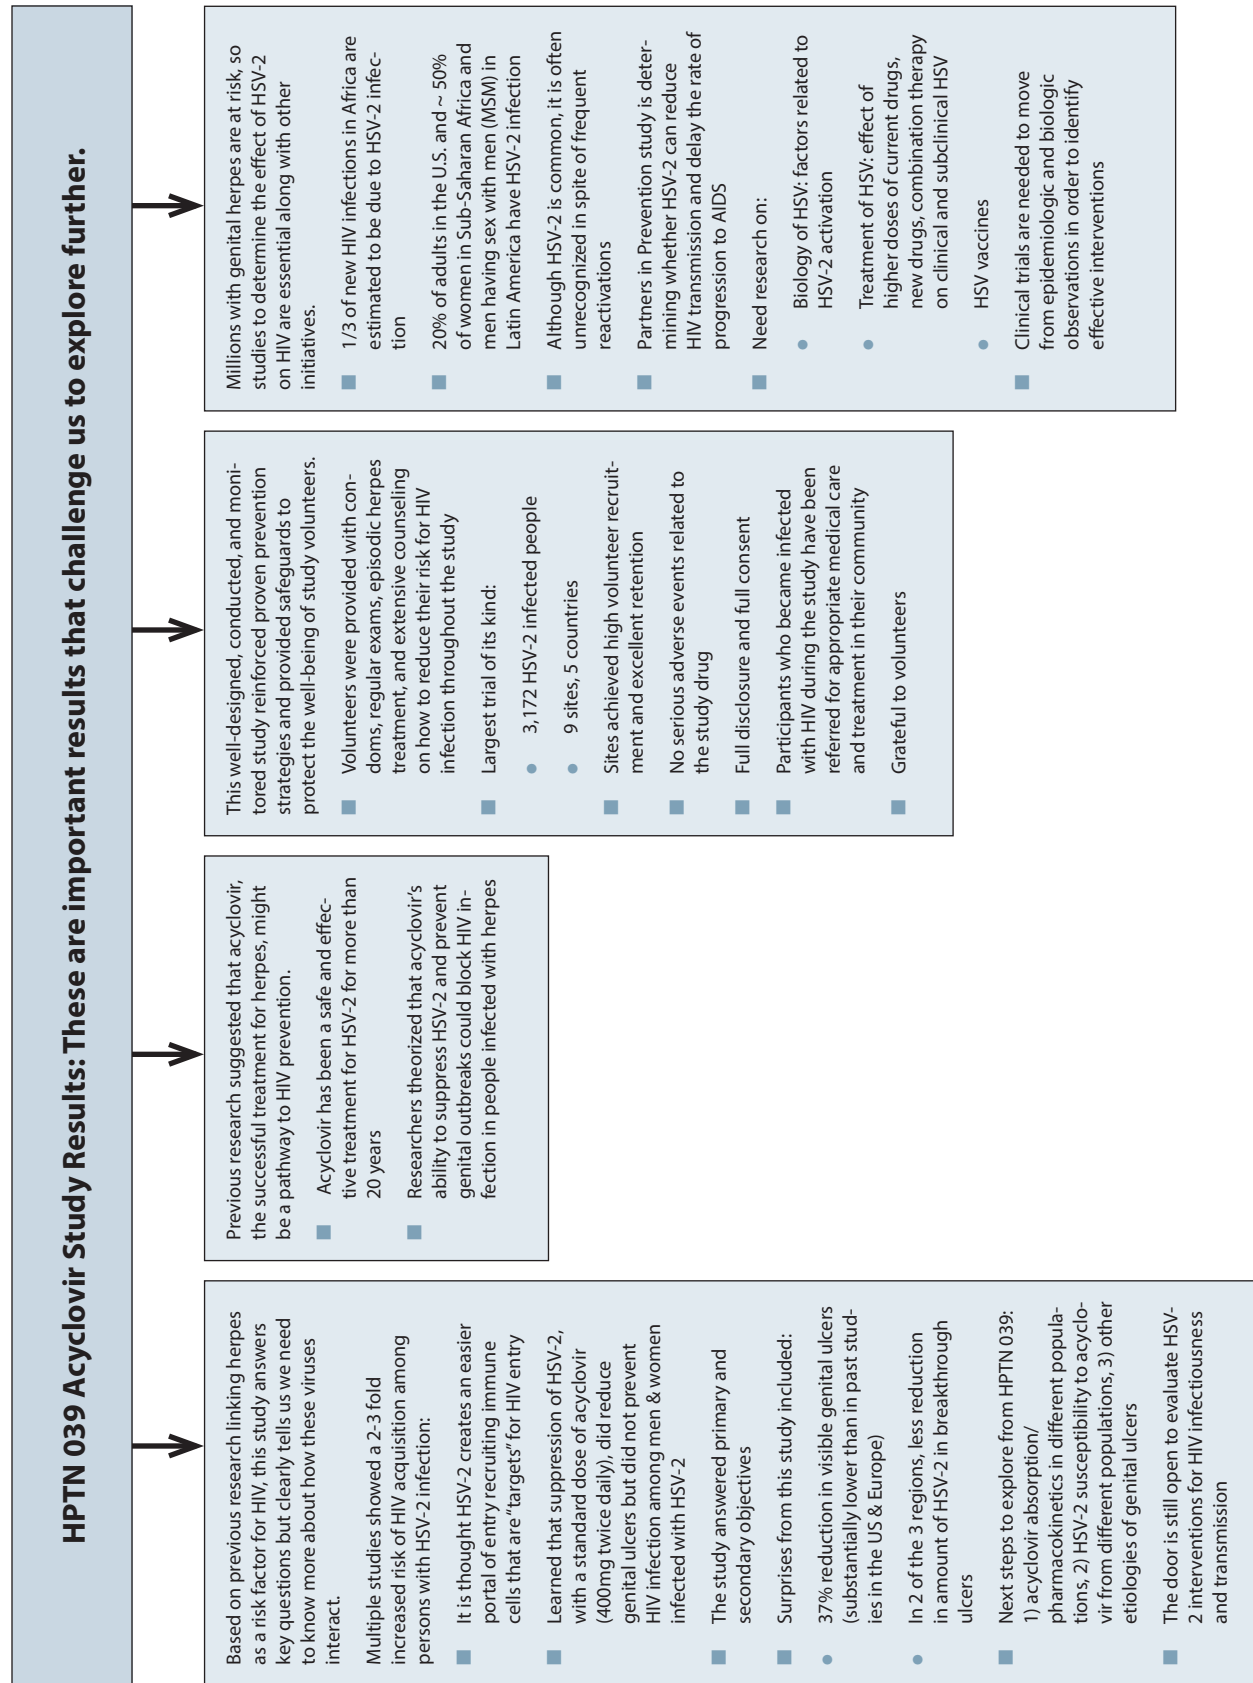 HPTN 039 Acyclovir Study Results: These are important results that challenge us to explore further.
Based on previous research linking herpes
as a risk factor for HIV, this study answers
key questions but clearly tells us we need
to know more about how these viruses
interact.
Multiple studies showed a 2-3 fold
increased risk of HIV acquisition among
persons with HSV-2 infection:
■ It is thought HSV-2 creates an easier
portal of entry recruiting immune
cells that are "targets" for HIV entry
■ Learned that suppression of HSV-2,
with a standard dose of acyclovir
(400mg twice daily), did reduce
genital ulcers but did not prevent
HIV infection among men & women
infected with HSV-2
■ The study answered primary and
secondary objectives
■ Surprises from this study included:
● 37% reduction in visible genital ulcers
(substantially lower than in past stud-
ies in the US & Europe)
● In 2 of the 3 regions, less reduction
in amount of HSV-2 in breakthrough
ulcers
■ Next steps to explore from HPTN 039:
1) acyclovir absorption/
pharmacokinetics in different popula-
tions, 2) HSV-2 susceptibility to acyclo-
vir from different populations, 3) other
etiologies of genital ulcers
■ The door is still open to evaluate HSV-
2 interventions for HIV infectiousness
and transmission
Previous research suggested that acyclovir,
the successful treatment for herpes, might
be a pathway to HIV prevention.
■ Acyclovir has been a safe and effec-
tive treatment for HSV-2 for more than
20 years
■ Researchers theorized that acyclovir's
ability to suppress HSV-2 and prevent
genital outbreaks could block HIV in-
fection in people infected with herpes
This well-designed, conducted, and moni-
tored study reinforced proven prevention
strategies and provided safeguards to
protect the well-being of study volunteers.
■ Volunteers were provided with con-
doms, regular exams, episodic herpes
treatment, and extensive counseling
on how to reduce their risk for HIV
infection throughout the study
■ Largest trial of its kind:
● 3,172 HSV-2 infected people
● 9 sites, 5 countries
■ Sites achieved high volunteer recruit-
ment and excellent retention
■ No serious adverse events related to
the study drug
■ Full disclosure and full consent
■ Participants who became infected
with HIV during the study have been
referred for appropriate medical care
and treatment in their community
■ Grateful to volunteers
Millions with genital herpes are at risk, so
studies to determine the effect of HSV-2
on HIV are essential along with other
initiatives.
■ 1/3 of new HIV infections in Africa are
estimated to be due to HSV-2 infec-
tion
■ 20% of adults in the U.S. and ~ 50%
of women in Sub-Saharan Africa and
men having sex with men (MSM) in
Latin America have HSV-2 infection
■ Although HSV-2 is common, it is often
unrecognized in spite of frequent
reactivations
■ Partners in Prevention study is deter-
mining whether HSV-2 can reduce
HIV transmission and delay the rate of
progression to AIDS
■ Need research on:
● Biology of HSV: factors related to
HSV-2 activation
● Treatment of HSV: effect of
higher doses of current drugs,
new drugs, combination therapy
on clinical and subclinical HSV
● HSV vaccines
■ Clinical trials are needed to move
from epidemiologic and biologic
observations in order to identify
effective interventions